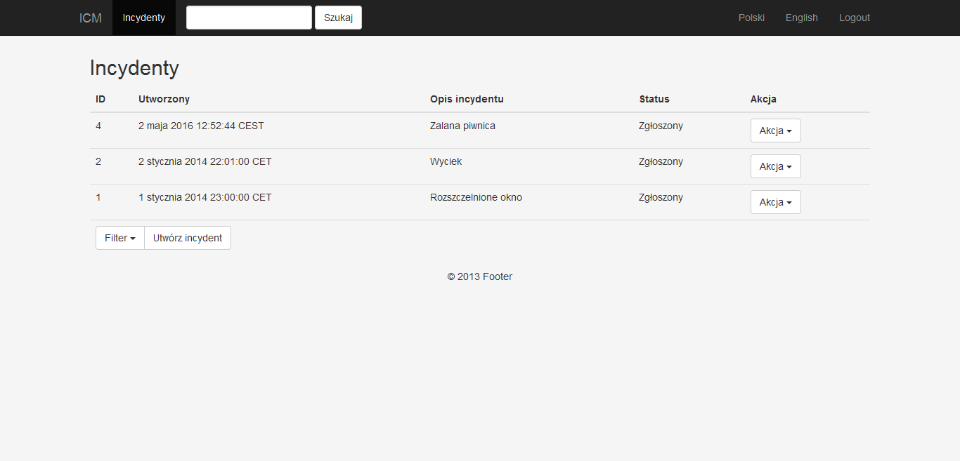 ICM Incydenty Szukaj Polski English Logout
Incydenty
ID Utworzony Opis incydentu Status Akcja
4 2 maja 2016 12:52:44 CEST Zalana piwnica Zgłoszony Akcja
2 2 stycznia 2014 22:01:00 CET Wyciek Zgłoszony Akcja
1 1 stycznia 2014 23:00:00 CET Rozszczelnione okno Zgłoszony Akcja
Filter Utwórz incydent
© 2013 Footer